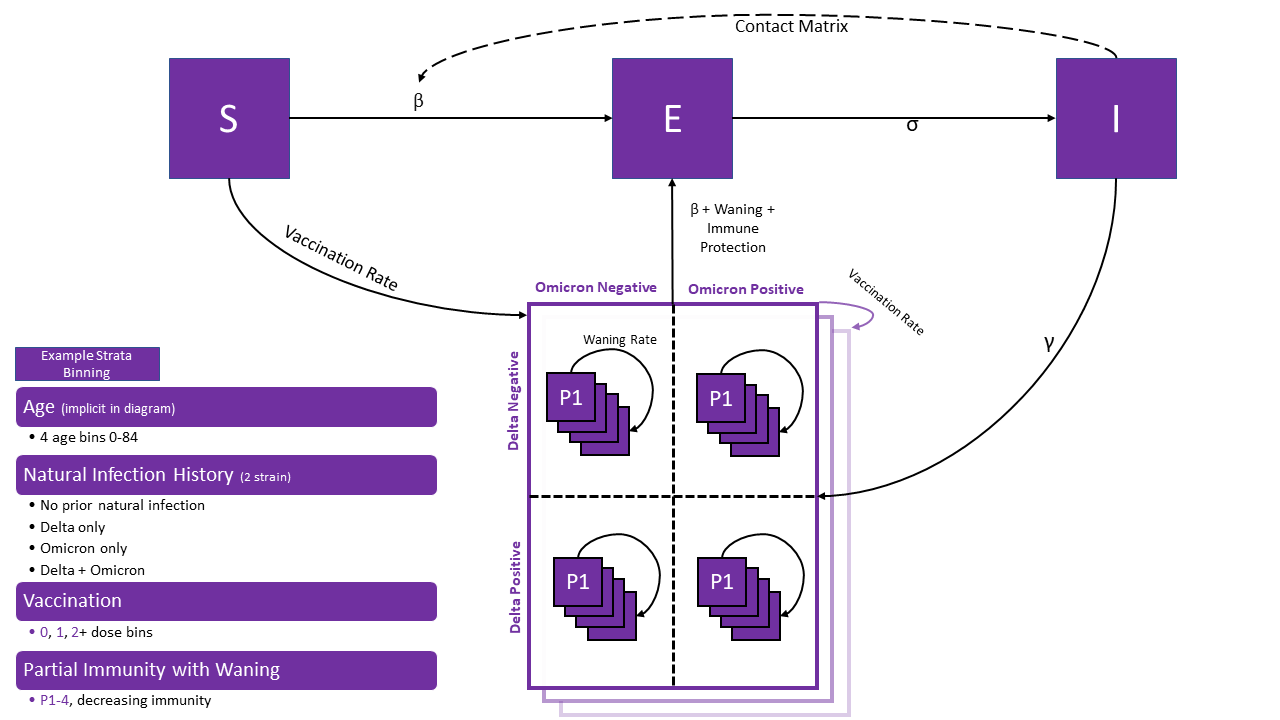 Contact Matrix
S
β
E
σ
I
Vaccination Rate
β + Waning +
Immune
Protection
Omicron Negative
Omicron Positive
Vaccination Rate
γ
Delta Negative
Waning Rate
P1
P1
Delta Positive
P1
P1
Example Strata
Binning
Age (implicit in diagram)
• 4 age bins 0-84
Natural Infection History (2 strain)
• No prior natural infection
• Delta only
• Omicron only
• Delta + Omicron
Vaccination
• 0, 1, 2+ dose bins
Partial Immunity with Waning
• P1-4, decreasing immunity